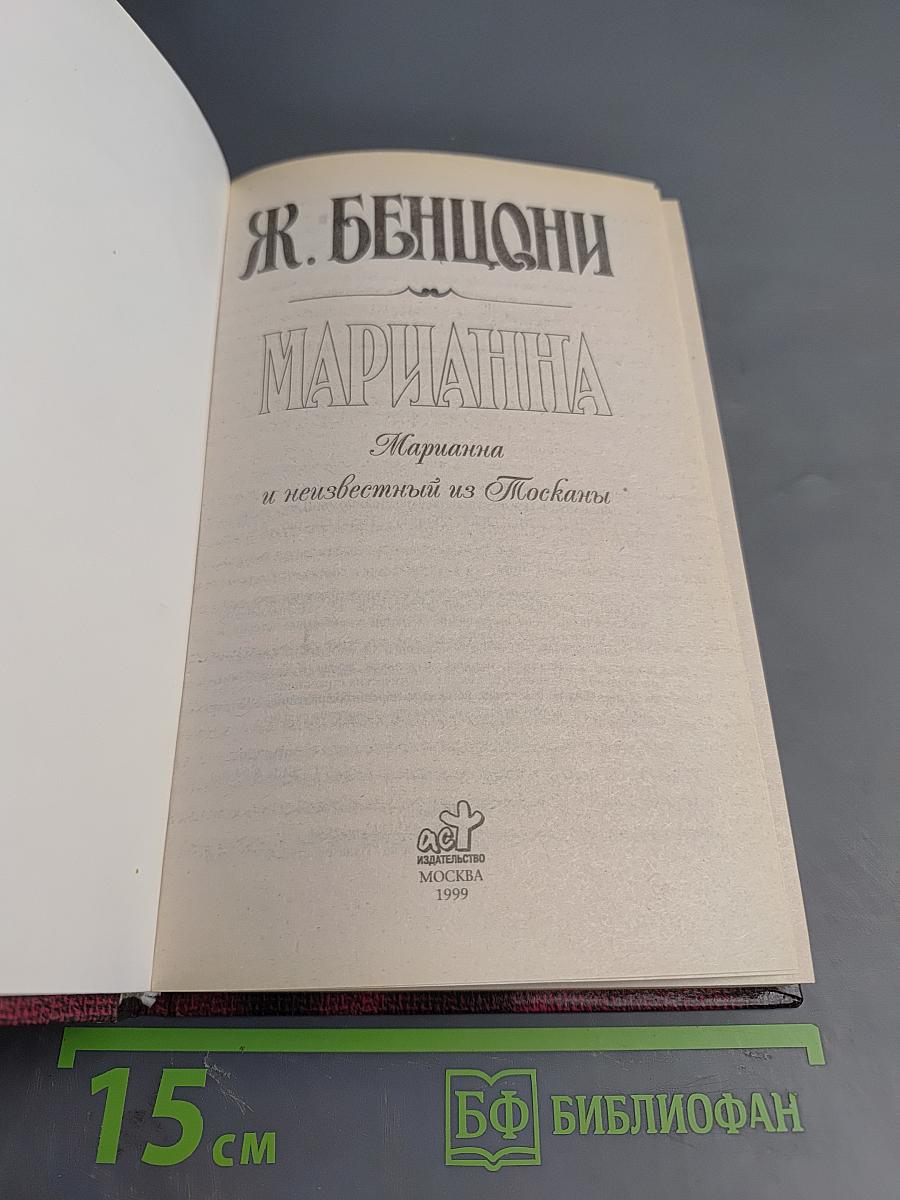 Ж. БЕНЦОНИ
МАРИАННА
Марианна
и неизвестный из Тосканы
аст
ИЗДАТЕЛЬСТВО
МОСКВА
1999
15 см
БФ БИБЛИОФАН